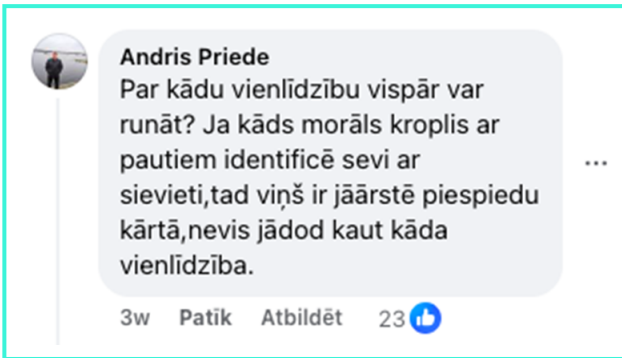 Andris Priede
Par kādu vienlīdzību vispār var
runāt? Ja kāds morāls kroplis ar
pautiem identificē sevi ar
sievieti,tad viņš ir jāārstē piespiedu
kārtā,nevis jādod kaut kāda
vienlīdzība.
3w Patīk Atbildēt 23